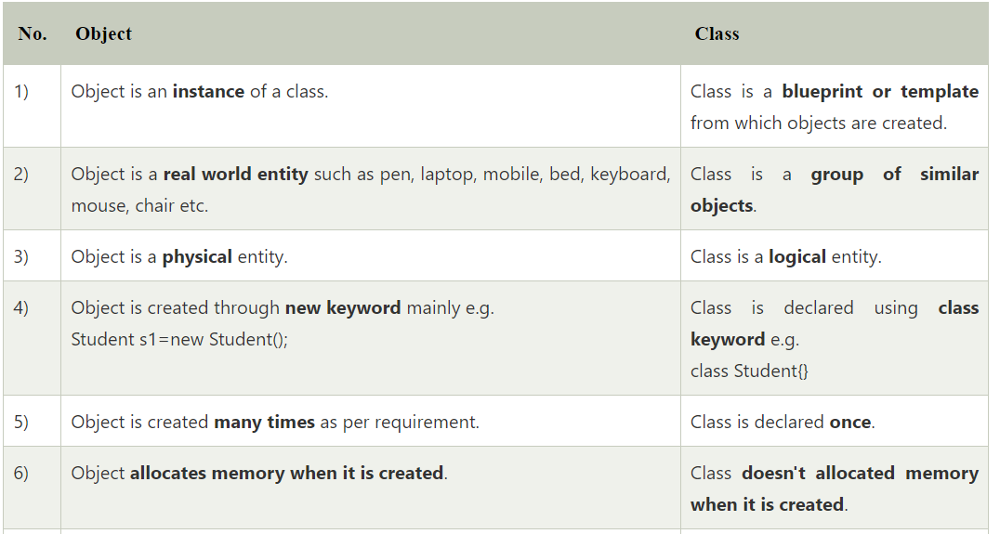 No. Object Class
1) Object is an instance of a class. Class is a blueprint or template
from which objects are created.
2) Object is a real world entity such as pen, laptop, mobile, bed, keyboard,
mouse, chair etc.
Class is a group of similar
objects.
3) Object is a physical entity. Class is a logical entity.
4) Object is created through new keyword mainly e.g.
Student s1=new Student();
Class is declared using class
keyword e.g.
class Student{}
5) Object is created many times as per requirement. Class is declared once.
6) Object allocates memory when it is created. Class doesn't allocated memory
when it is created.